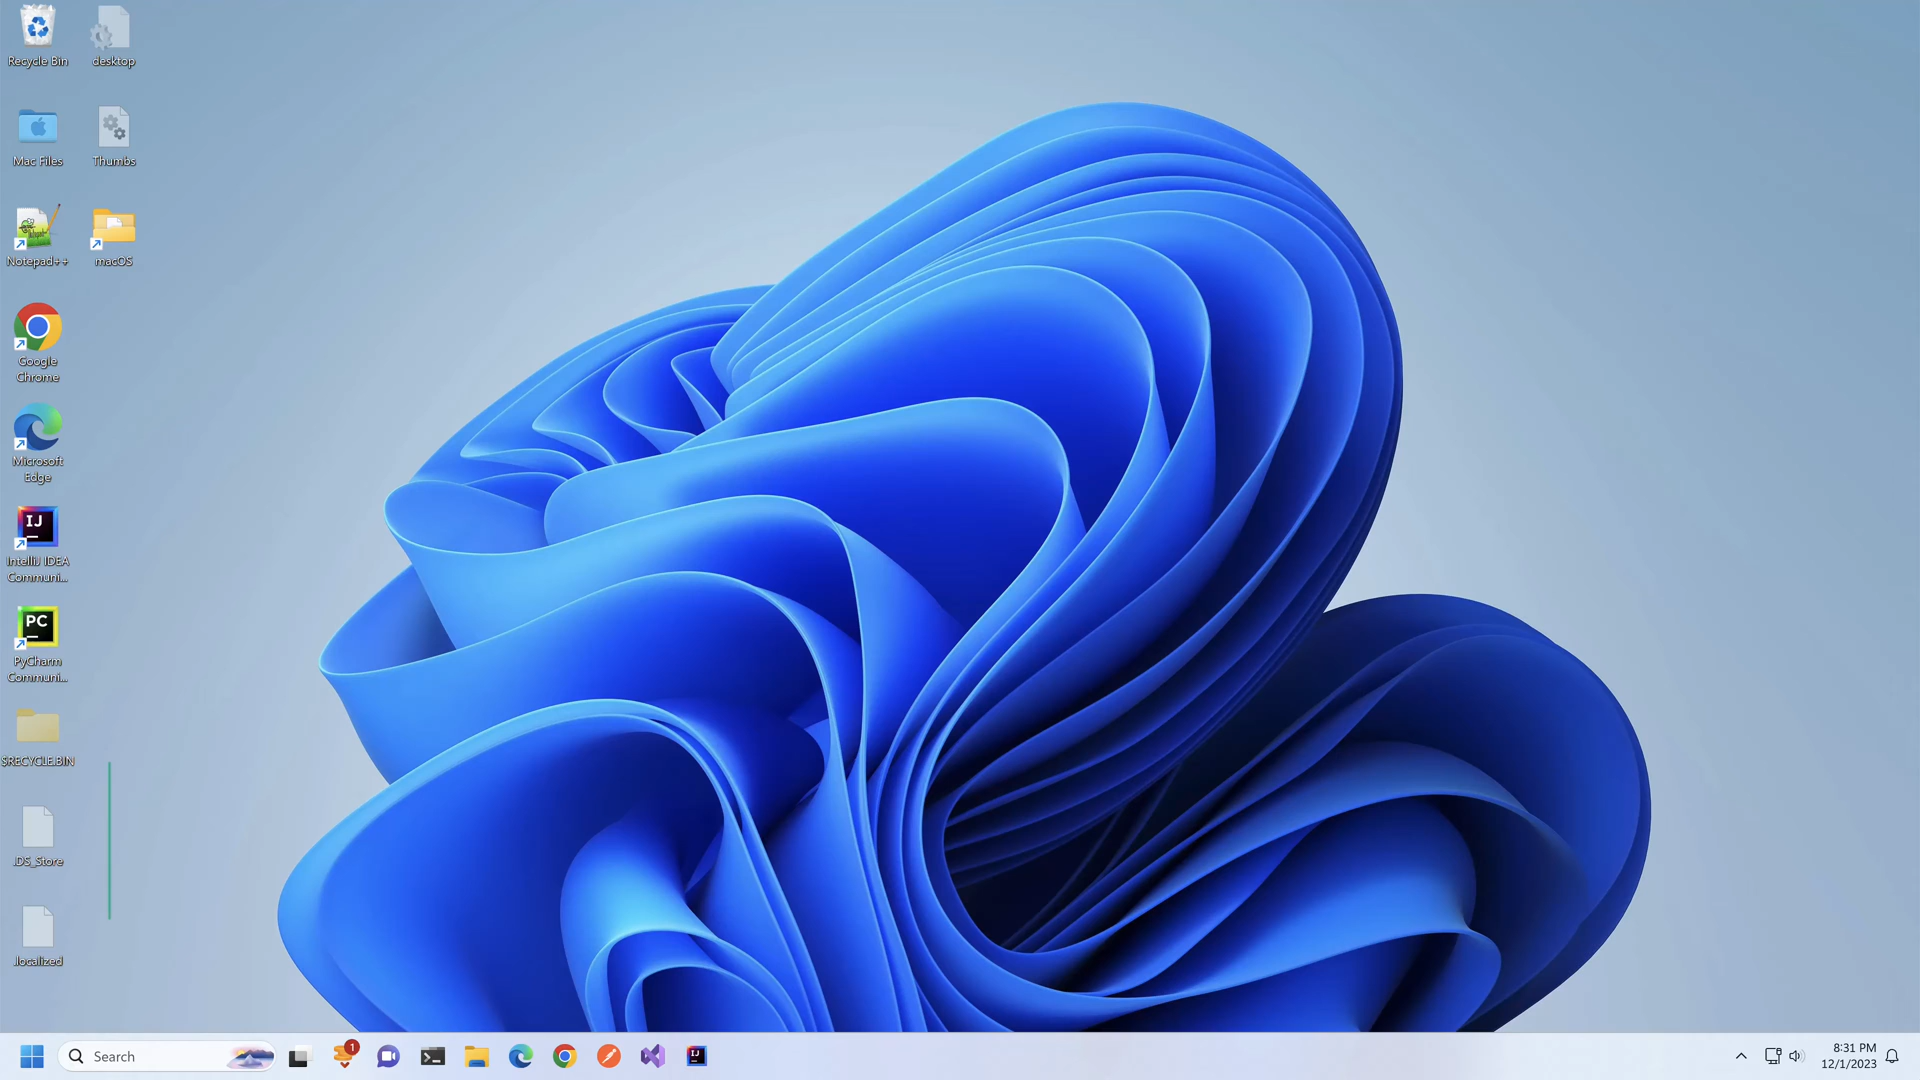 Recycle Bin
desktop
Mac Files
Thumbs
Notepad++
macOS
Google
Chrome
Microsoft
Edge
IJ
IntelliJ IDEA
Communi...
PC
PyCharm
Communi...
$RECYCLE.BIN
.DS_Store
.localized
Search
1
IJ
8:31 PM
12/1/2023